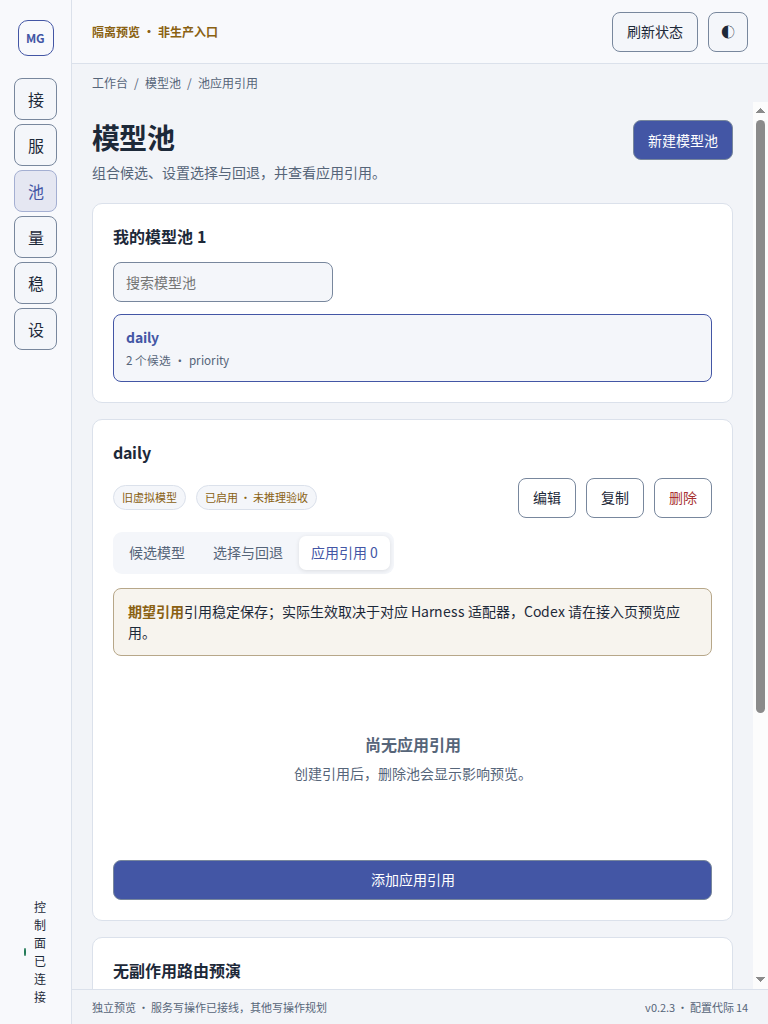 MG
接
服
池
量
稳
设
控制面已连接
隔离预览 · 非生产入口
刷新状态
工作台 / 模型池 / 池应用引用
模型池
新建模型池
组合候选、设置选择与回退，并查看应用引用。
我的模型池 1
搜索模型池
daily
2 个候选 · priority
daily
旧虚拟模型
已启用 · 未推理验收
编辑
复制
删除
候选模型
选择与回退
应用引用 0
期望引用引用稳定保存；实际生效取决于对应 Harness 适配器，Codex 请在接入页预览应
用。
尚无应用引用
创建引用后，删除池会显示影响预览。
添加应用引用
无副作用路由预演
独立预览 · 服务写操作已接线，其他写操作规划
v0.2.3 · 配置代际 14